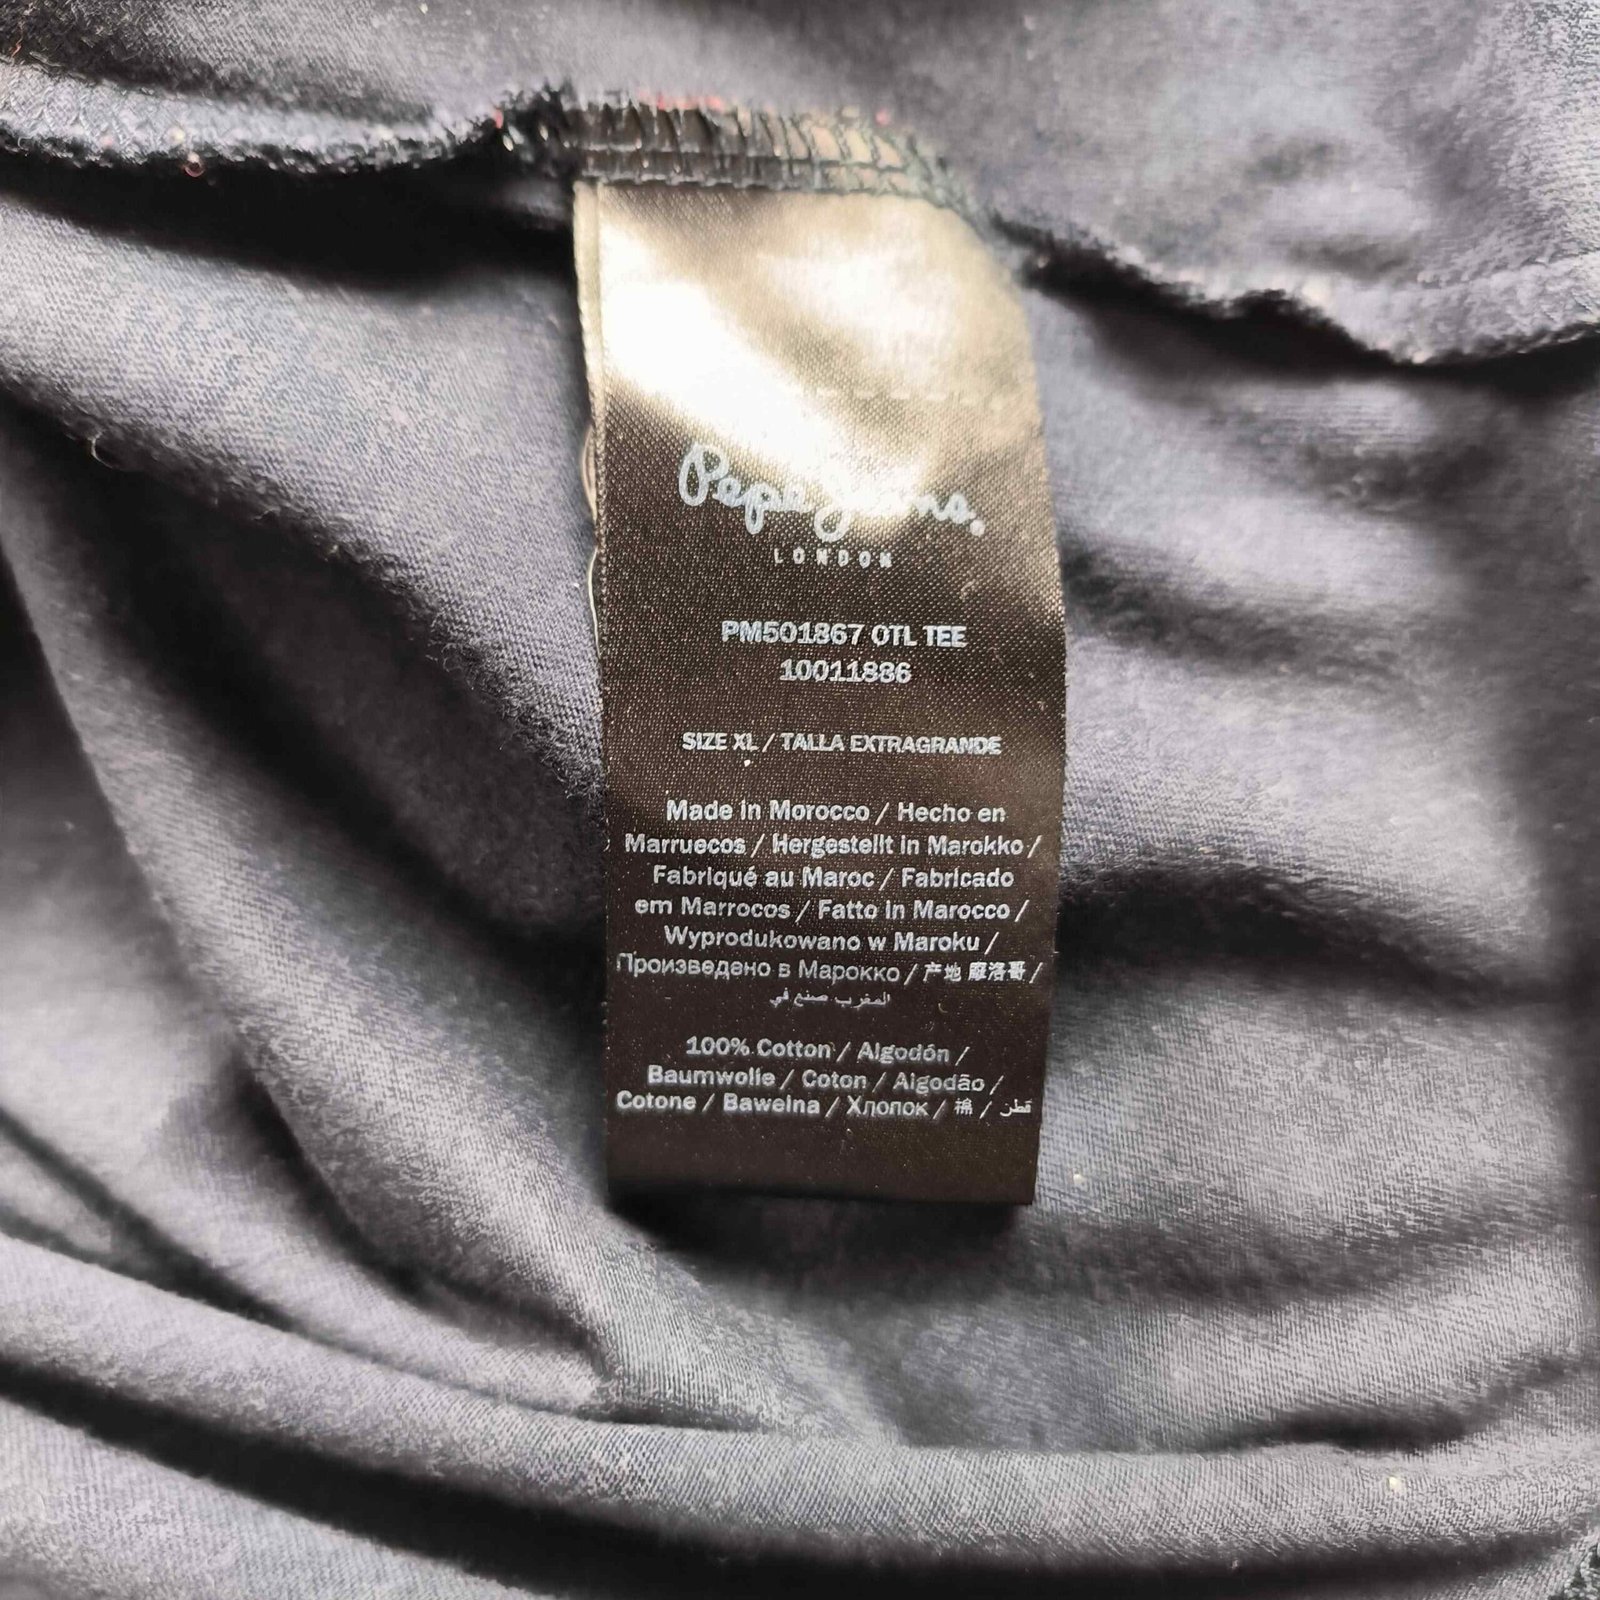 Pepe Jeans.
LONDON
PM501867 OTL TEE
10011886
SIZE XL / TALLA EXTRAGRANDE
Made in Morocco / Hecho en
Marruecos / Hergestellt in Marokko /
Fabriqué au Maroc / Fabricado
em Marrocos / Fatto in Marocco /
Wyprodukowano w Maroku /
Произведено в Марокко / 产地 摩洛哥 /
المغرب صنع في
100% Cotton / Algodón /
Baumwolle / Coton / Algodão /
Cotone / Bawelna / Хлопок / 棉 / قطن